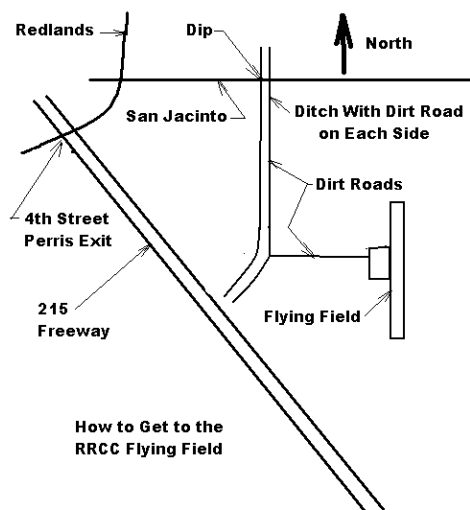 Redlands
Dip
North
San Jacinto
Ditch With Dirt Road
on Each Side
Dirt Roads
4th Street
Perris Exit
215
Freeway
Flying Field
How to Get to the
RRCC Flying Field